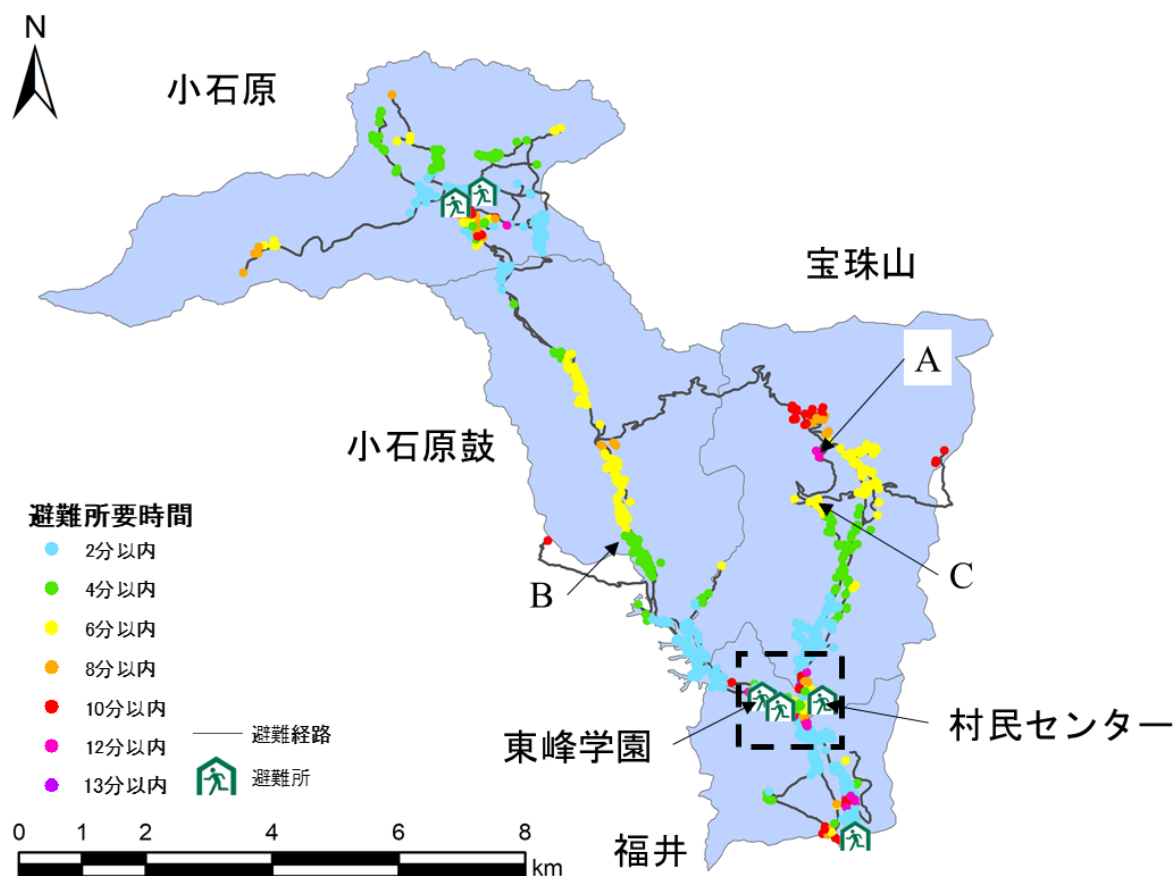 N
小石原
宝珠山
A
小石原鼓
避難所要時間
2分以内
4分以内
6分以内
8分以内
10分以内
12分以内
13分以内
避難経路
避難所
B
C
東峰学園
村民センター
福井
0 1 2 4 6 8
km